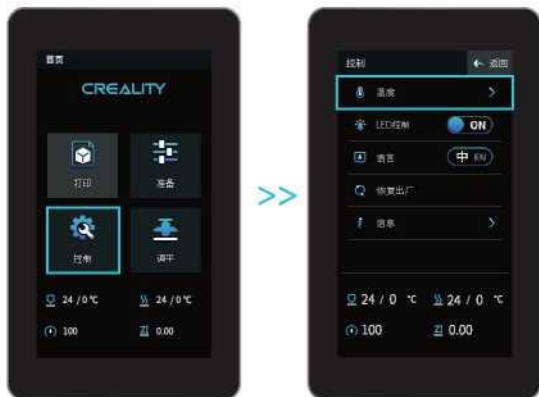 首页
CREALITY
打印
准备
控制
调平
24 / 0 ℃
24 / 0 ℃
100
0.00
>>
控制
返回
温度
LED控制
ON
语言
中 EN
恢复出厂
信息
24 / 0 ℃
24 / 0 ℃
100
0.00